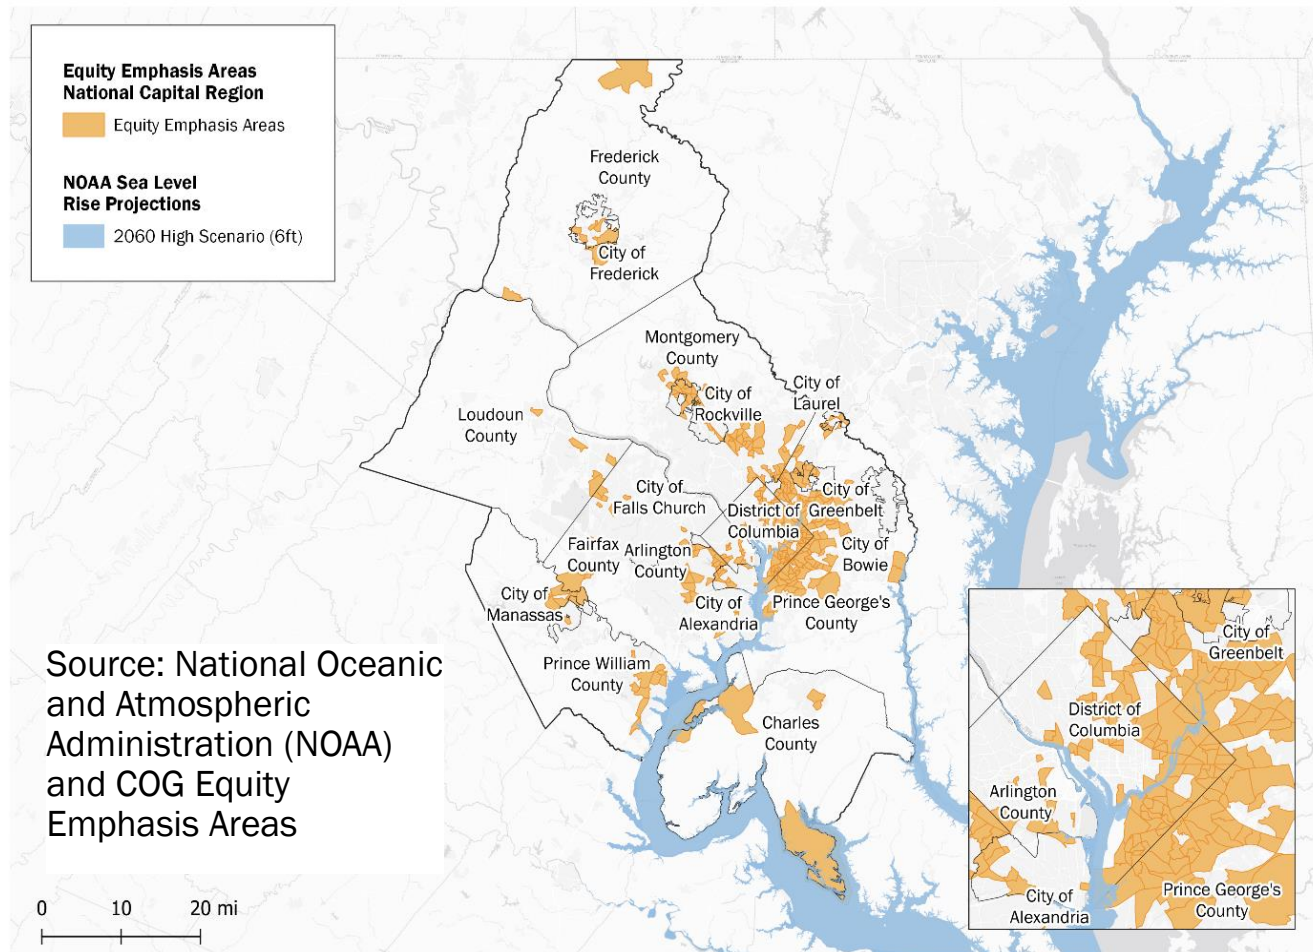 Equity Emphasis Areas
National Capital Region
Equity Emphasis Areas
NOAA Sea Level
Rise Projections
2060 High Scenario (6ft)
Frederick
County
City of
Frederick
Montgomery
County
City of
Rockville
City of
Laurel
Loudoun
County
City of
Falls Church
City of
Greenbelt
District of
Columbia
Fairfax
County
Arlington
County
City of
Bowie
City of
Manassas
City of
Alexandria
Prince George's
County
Prince William
County
Charles
County
Source: National Oceanic
and Atmospheric
Administration (NOAA)
and COG Equity
Emphasis Areas
0 10 20 mi
City of
Greenbelt
District of
Columbia
Arlington
County
City of
Alexandria
Prince George's
County